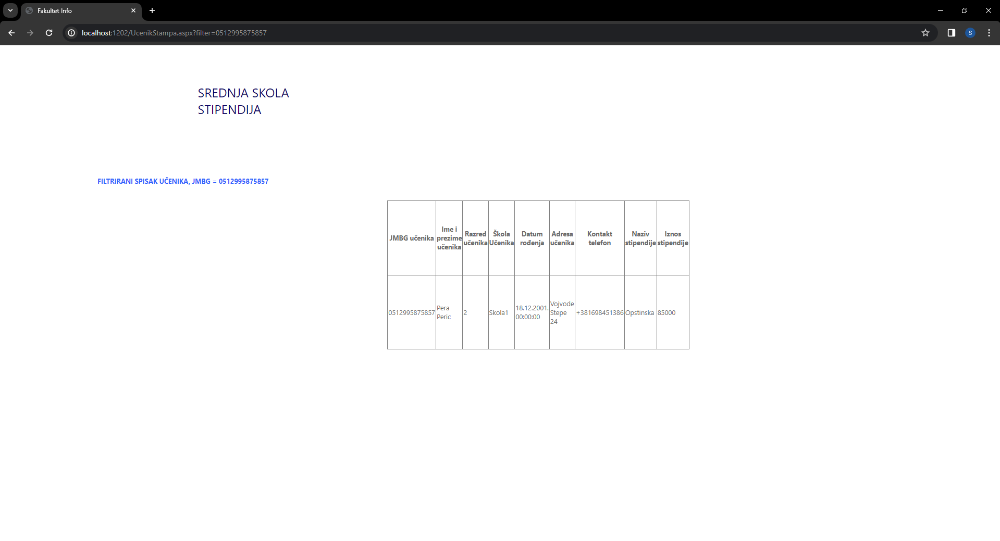 Fakultet Info
localhost:1202/UcenikStampa.aspx?filter=0512995875857
S
SREDNJA SKOLA
STIPENDIJA
FILTRIRANI SPISAK UČENIKA, JMBG = 0512995875857
JMBG učenika
Ime i
prezime
učenika
Razred
učenika
Škola
Učenika
Datum
rođenja
Adresa
učenika
Kontakt
telefon
Naziv
stipendije
Iznos
stipendije
0512995875857
Pera
Peric
2
Skola1
18.12.2001.
00:00:00
Vojvode
Stepe
24
+381698451386
Opstinska
85000